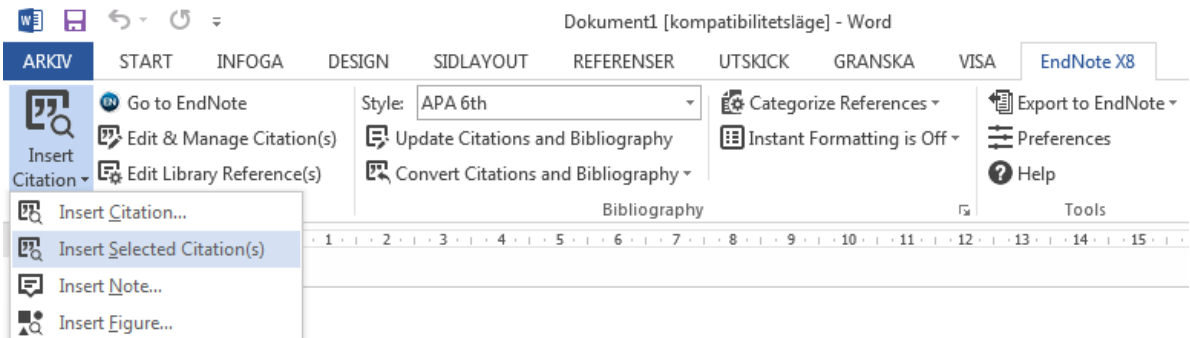 Dokument1 [kompatibilitetsläge] - Word
ARKIV START INFOGA DESIGN SIDLAYOUT REFERENSER UTSKICK GRANSKA VISA EndNote X8
Go to EndNote Style: APA 6th Categorize References Export to EndNote
Edit & Manage Citation(s) Update Citations and Bibliography Instant Formatting is Off Preferences
Insert
Citation Edit Library Reference(s) Convert Citations and Bibliography Help
Bibliography Tools
Insert Citation...
Insert Selected Citation(s)
1 2 3 4 5 6 7 8 9 10 11 12 13 14 15
Insert Note...
Insert Figure...